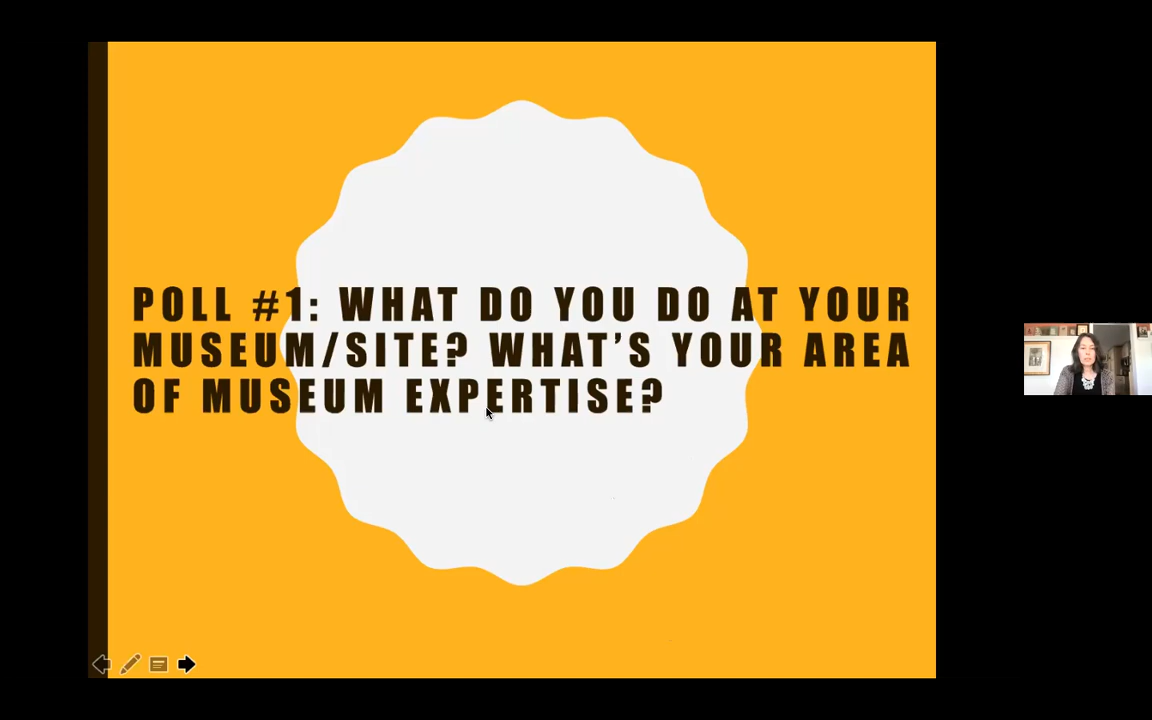 POLL #1: WHAT DO YOU DO AT YOUR
MUSEUM/SITE? WHAT'S YOUR AREA
OF MUSEUM EXPERTISE?